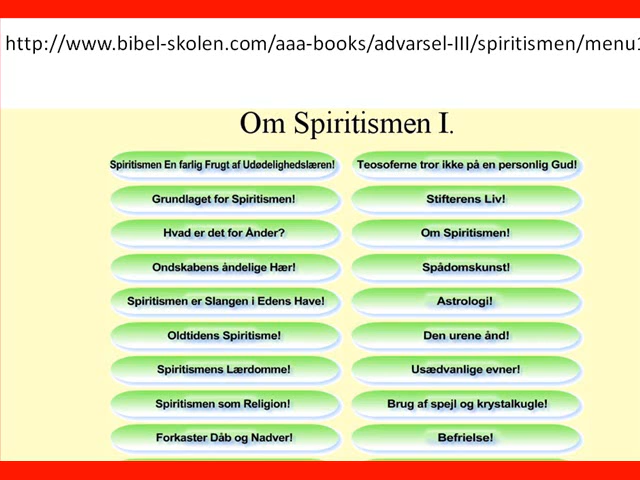 http://www.bibel-skolen.com/aaa-books/advarsel-III/spiritismen/menu1
Om Spiritismen I.
Spiritismen En farlig Frugt af Udødelighedslæren!
Teosoferne tror ikke på en personlig Gud!
Grundlaget for Spiritismen!
Stifterens Liv!
Hvad er det for Ånder?
Om Spiritismen!
Ondskabens åndelige Hær!
Spådomskunst!
Spiritismen er Slangen i Edens Have!
Astrologi!
Oldtidens Spiritisme!
Den urene ånd!
Spiritismens Lærdomme!
Usædvanlige evner!
Spiritismen som Religion!
Brug af spejl og krystalkugle!
Forkaster Dåb og Nadver!
Befrielse!